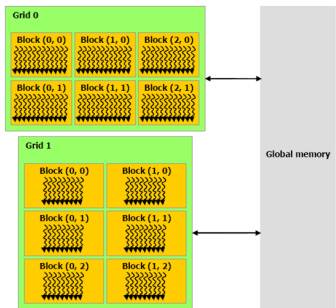 Grid 0
Block (0, 0) Block (1, 0) Block (2, 0)
Block (0, 1) Block (1, 1) Block (2, 1)
Grid 1
Global memory
Block (0, 0) Block (1, 0)
Block (0, 1) Block (1, 1)
Block (0, 2) Block (1, 2)